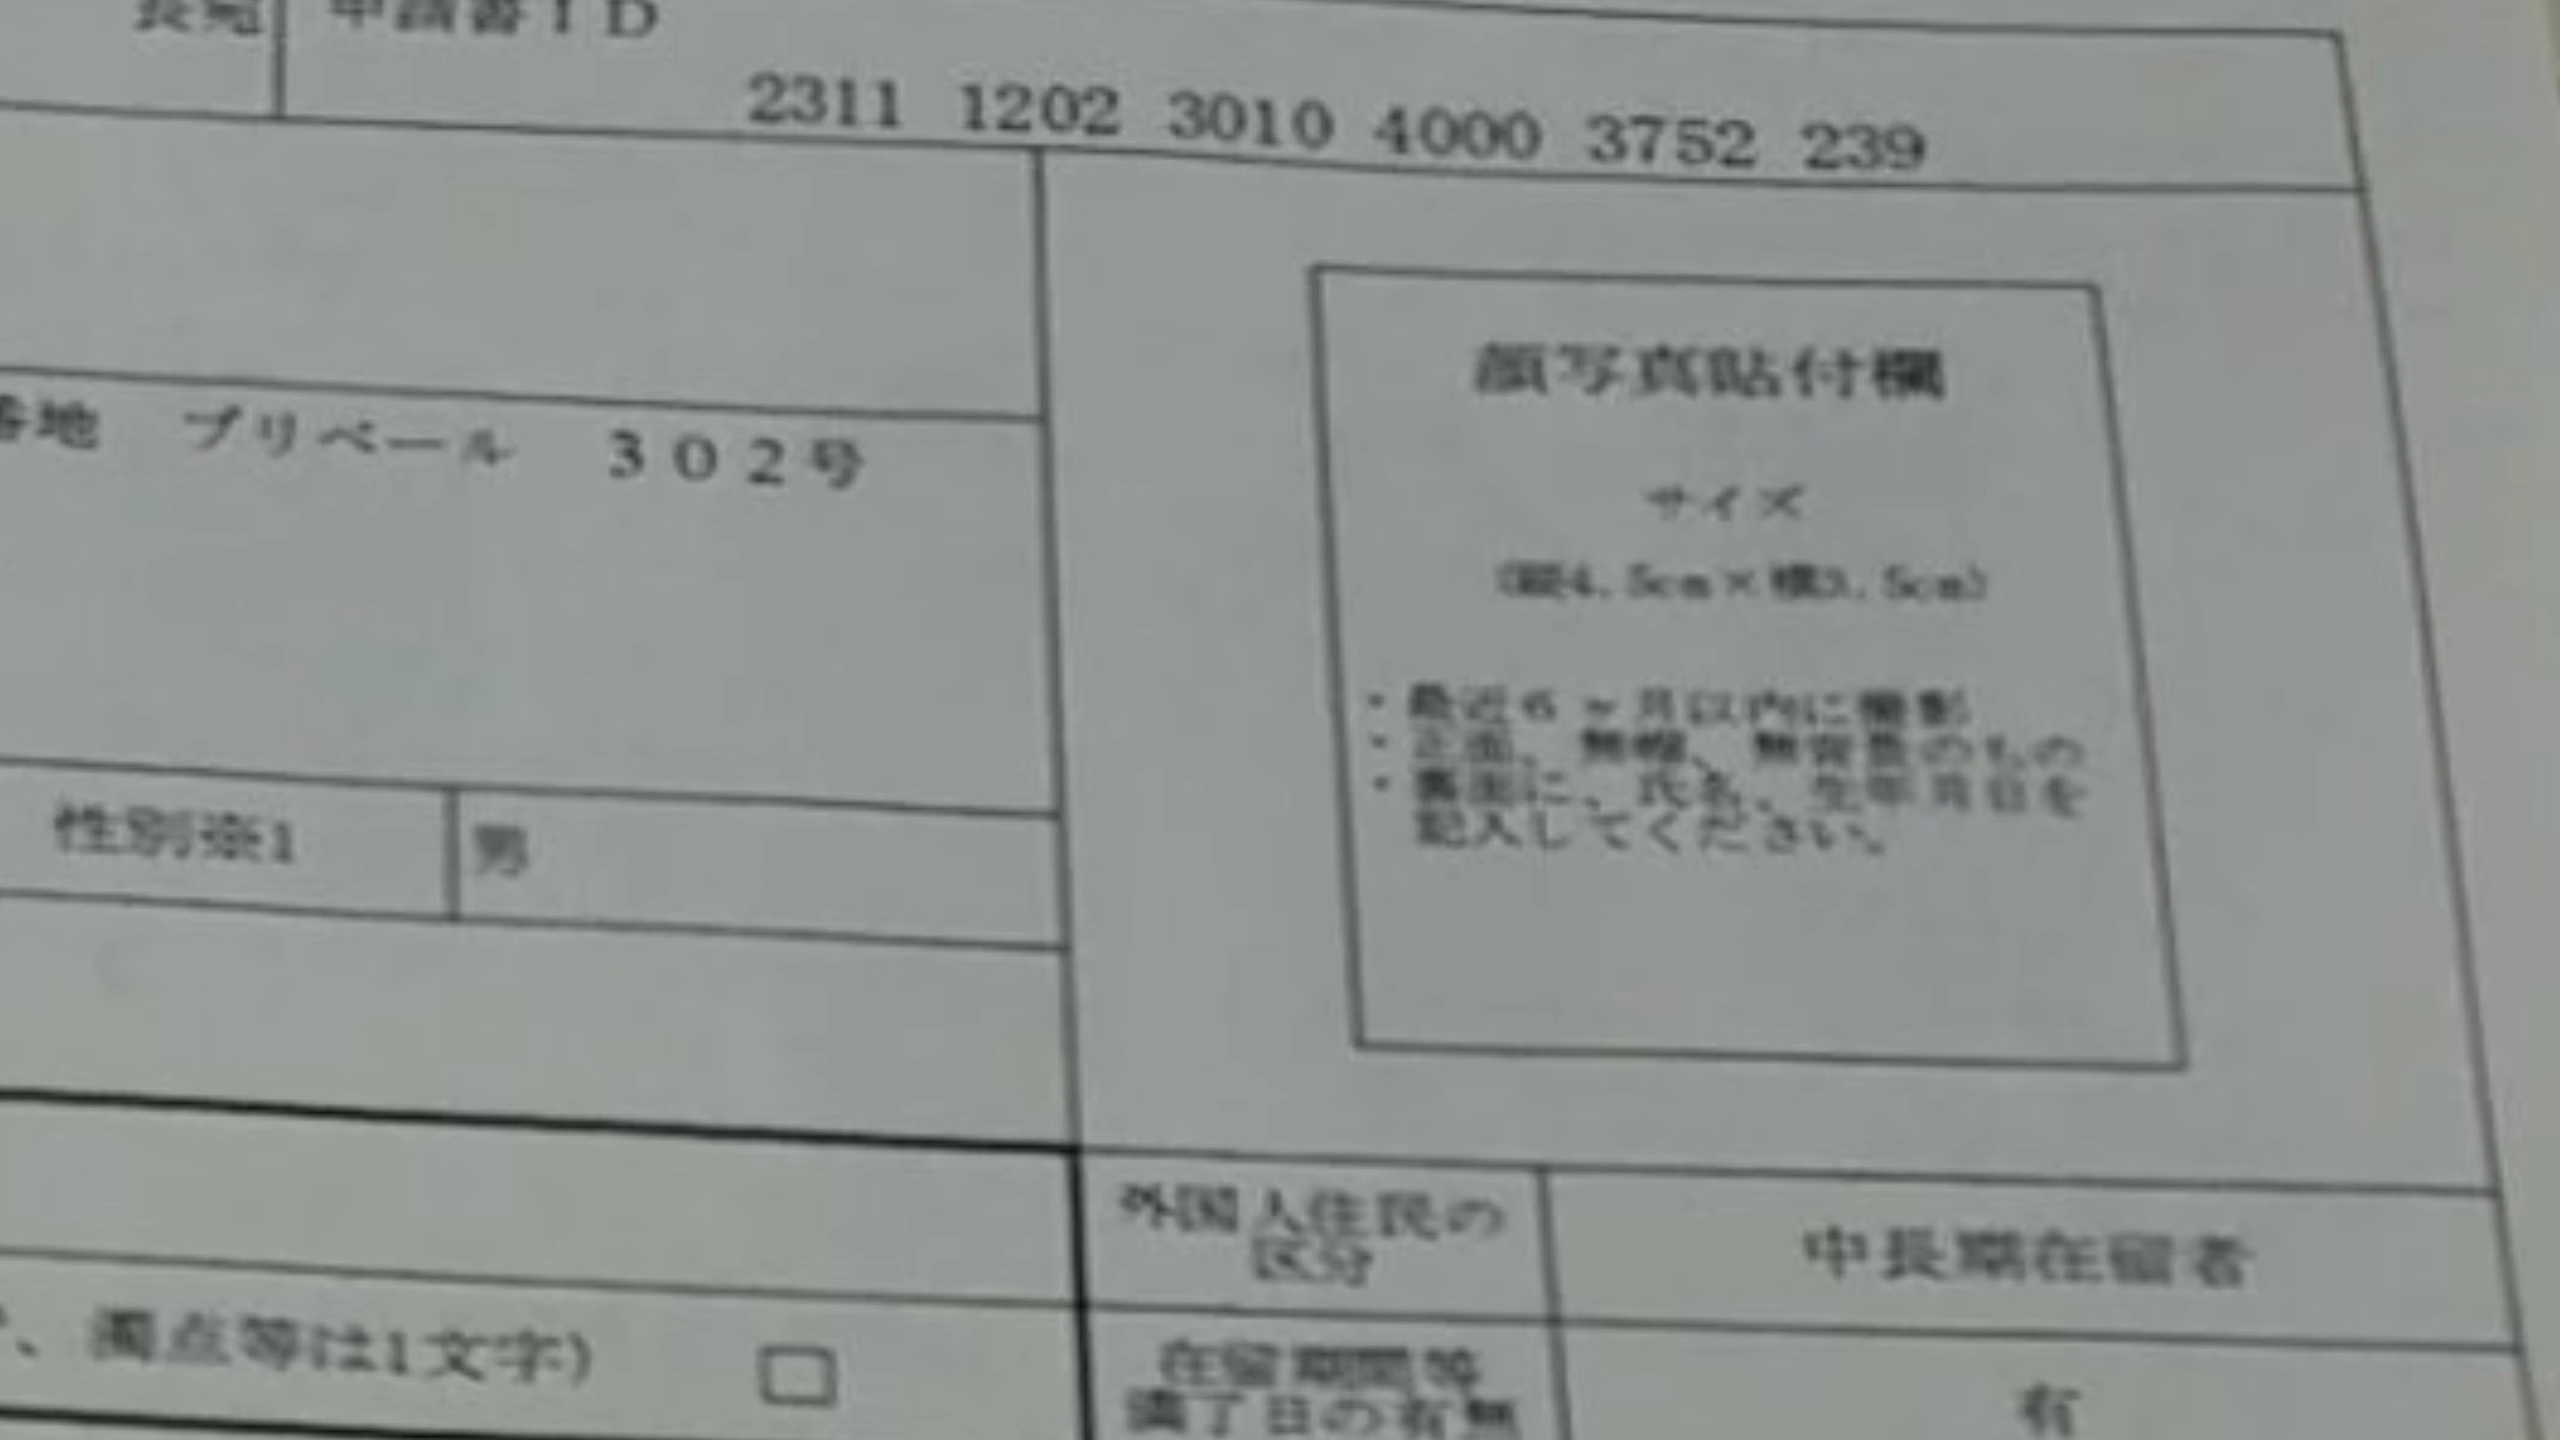 長宛 申請書ID
2311 1202 3010 4000 3752 239
番地 プリベール 302号
性別※1 男
顔写真貼付欄
サイズ
(縦4.5cm×横3.5cm)
・最近6ヶ月以内に撮影
・正面、無帽、無背景のもの
・裏面に、氏名、生年月日を
記入してください。
外国人住民の
区分
中長期在留者
、濁点等は1文字) □
在留期間等
満了日の有無
有